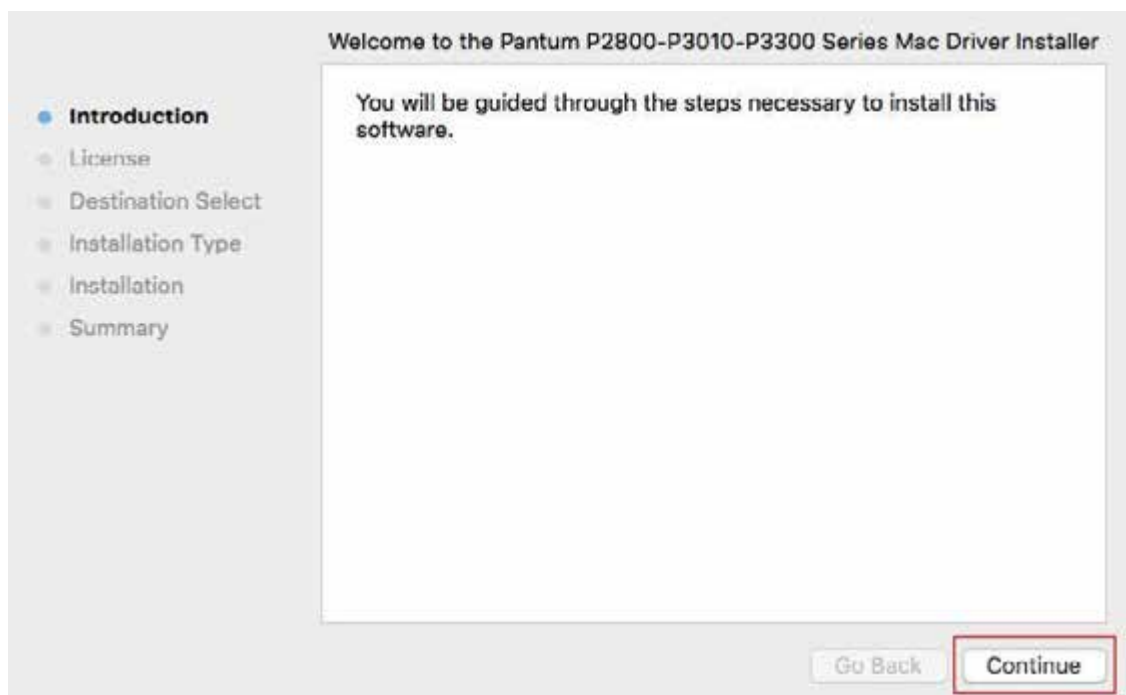 Welcome to the Pantum P2800-P3010-P3300 Series Mac Driver Installer
Introduction
License
Destination Select
Installation Type
Installation
Summary
You will be guided through the steps necessary to install this
software.
Go Back
Continue